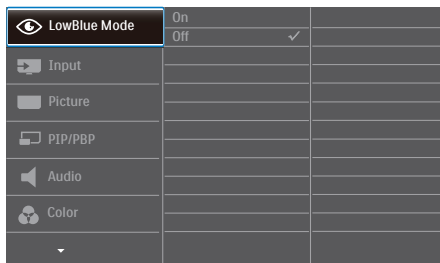 LowBlue Mode
On
Off
Input
Picture
PIP/PBP
Audio
Color